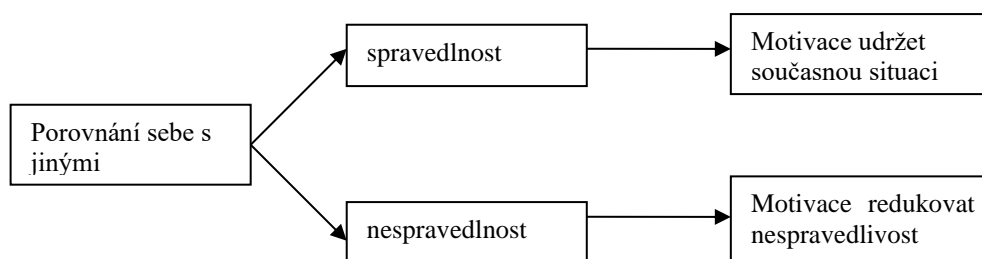 Porovnání sebe s
jinými
spravedlnost
Motivace udržet
současnou situaci
nespravedlnost
Motivace redukovat
nespravedlivost